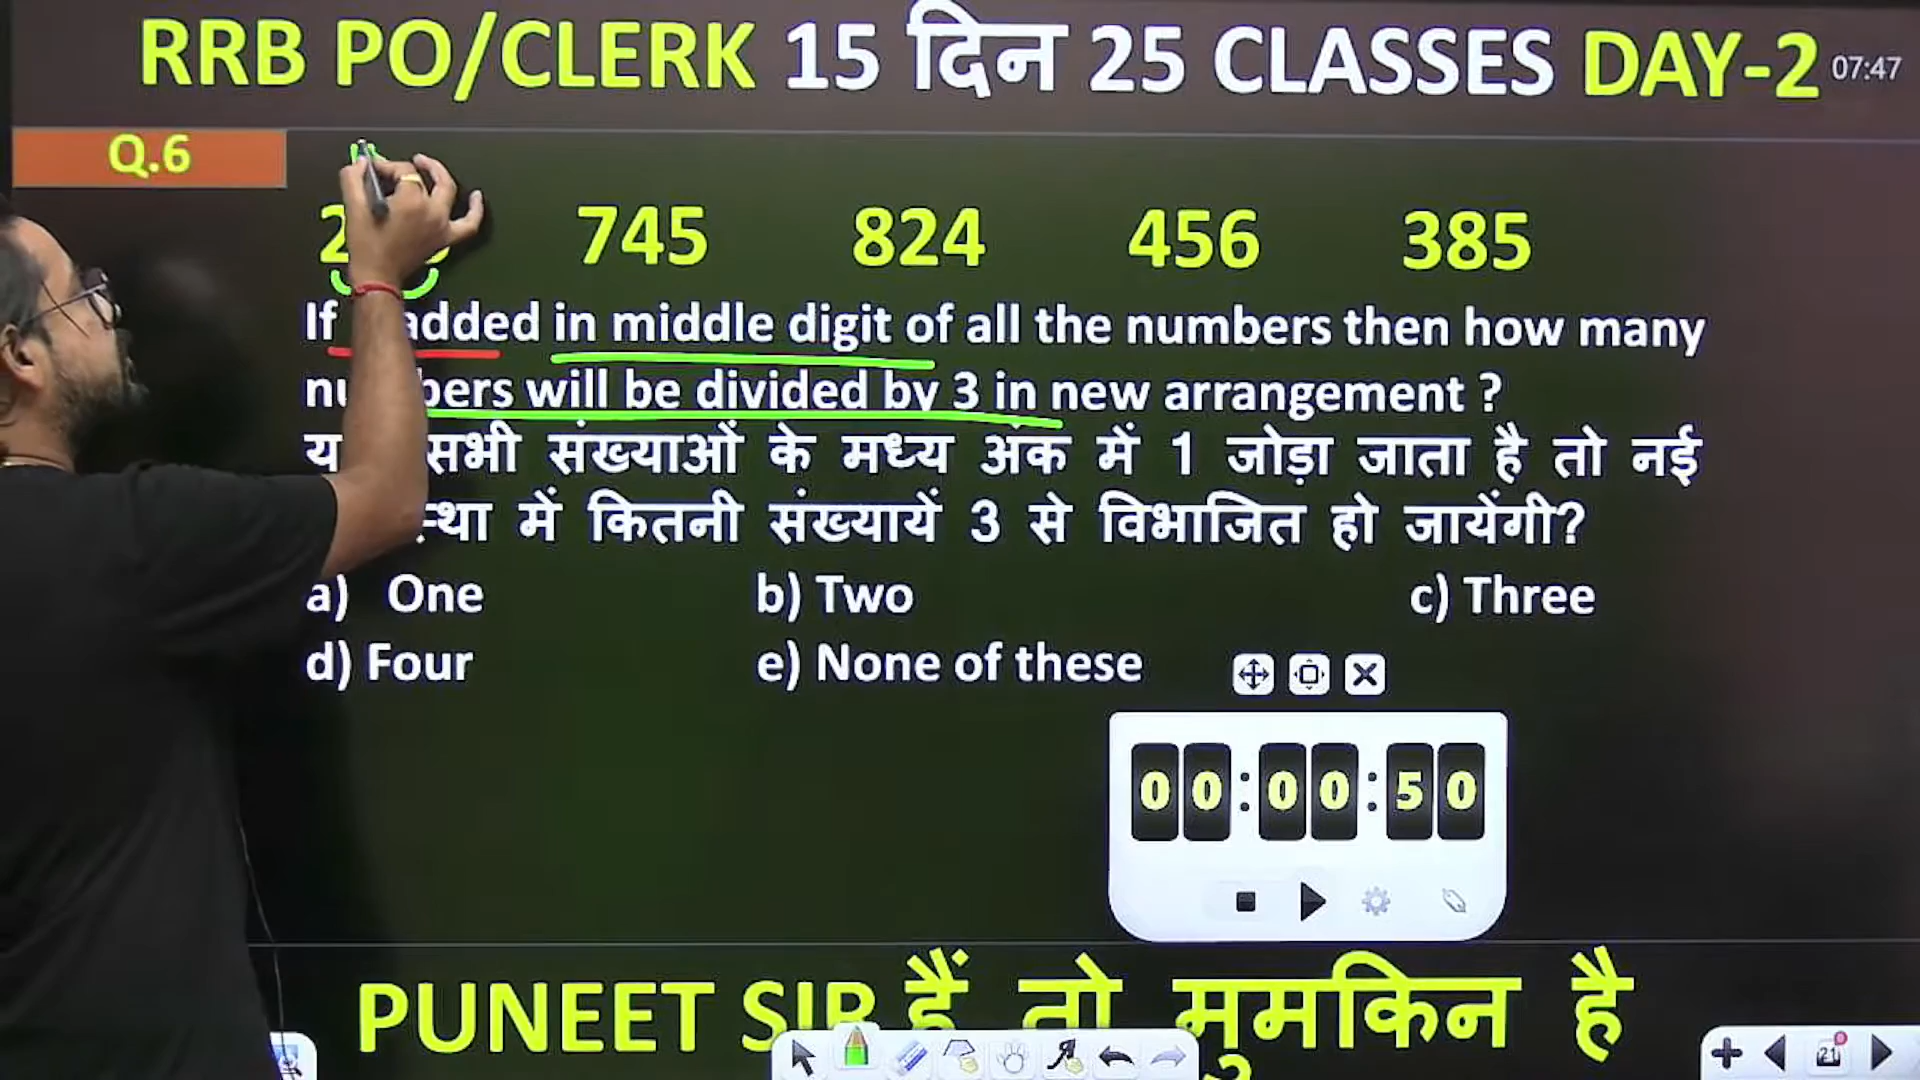 RRB PO/CLERK 15 दिन 25 CLASSES DAY-2 07:47
Q.6
2 745 824 456 385
If added in middle digit of all the numbers then how many
will be divided by 3 in new arrangement ?
सभी संख्याओं के मध्य अंक में 1 जोड़ा जाता है तो नई
में कितनी संख्यायें 3 से विभाजित हो जायेंगी?
a) One b) Two c) Three
d) Four e) None of these
00:00:50
PUNEET SIR हैं तो मुमकिन है
21